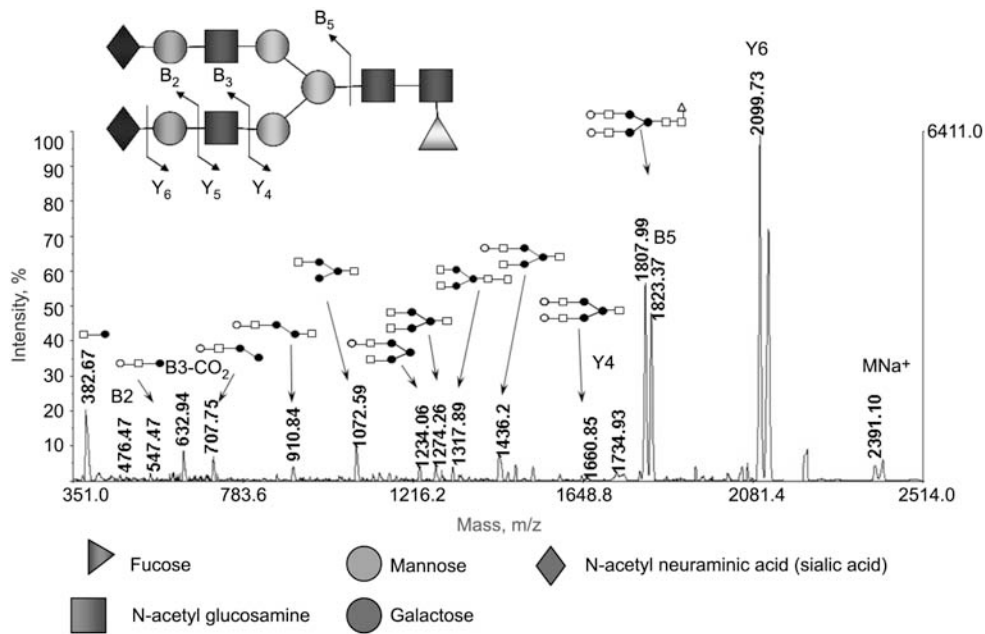 B5
B2
B3
Y6
Y5
Y4
Y6
2099.73
6411.0
100
90
80
70
60
50
40
30
20
10
Intensity, %
1807.99
B5
1823.37
382.67
B2
476.47
547.47
B3-CO2
632.94
707.75
910.84
1072.59
1234.06
1274.26
1317.89
1436.2
Y4
1660.85
1734.93
MNa+
2391.10
351.0
783.6
1216.2
1648.8
2081.4
2514.0
Mass, m/z
Fucose
Mannose
N-acetyl neuraminic acid (sialic acid)
N-acetyl glucosamine
Galactose